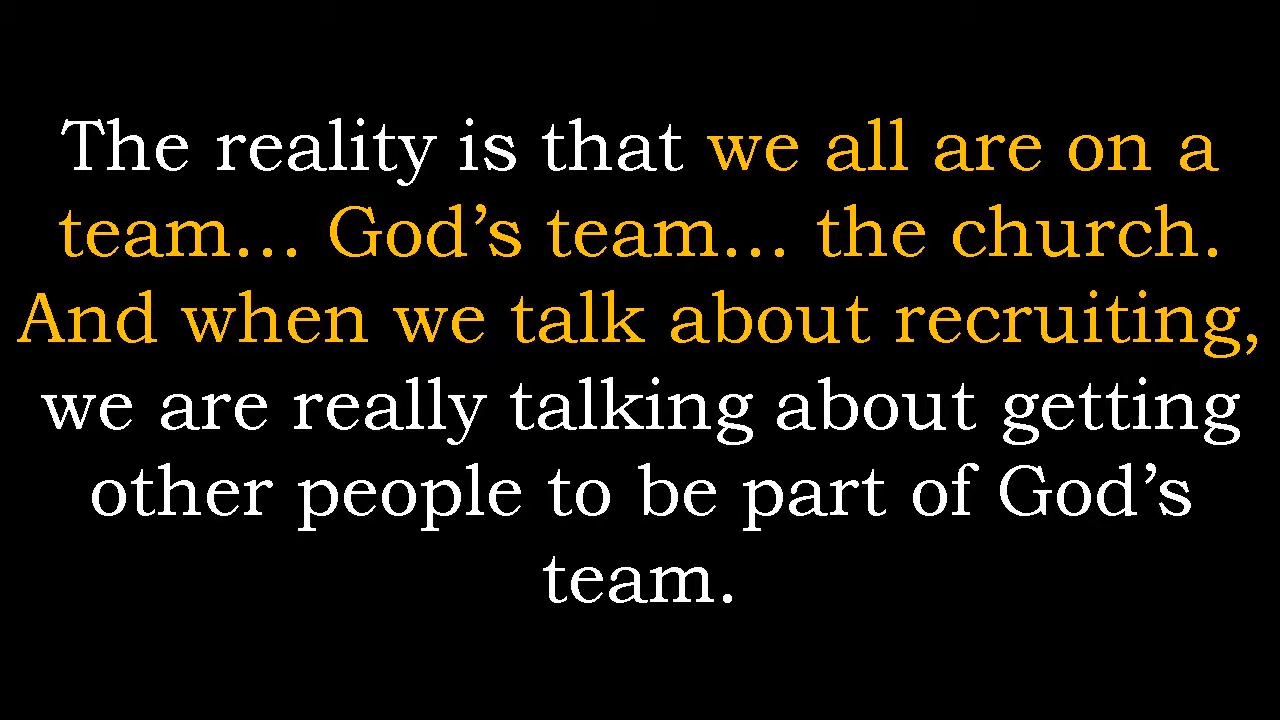 The reality is that we all are on a
team… God’s team… the church.
And when we talk about recruiting,
we are really talking about getting
other people to be part of God’s
team.